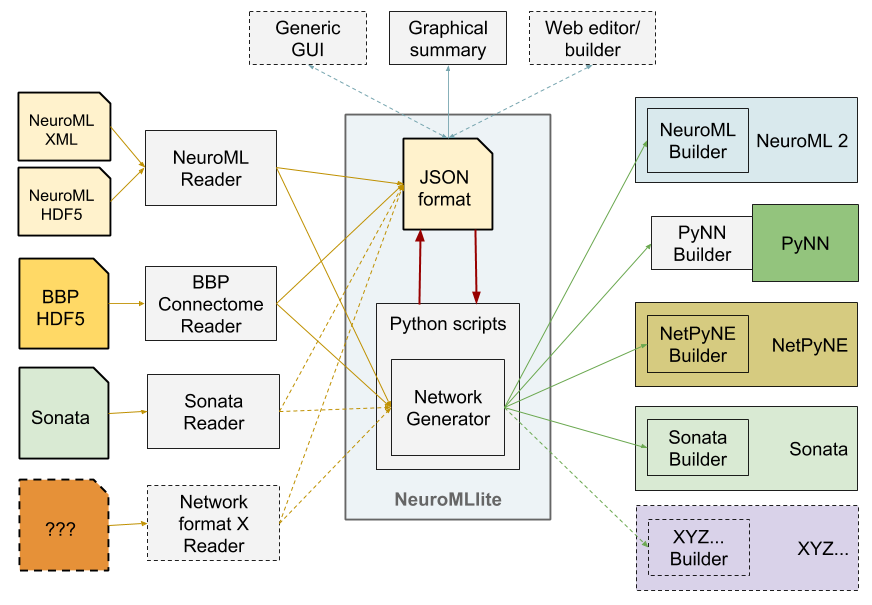 Generic
GUI
Graphical
summary
Web editor/
builder
NeuroML
XML
NeuroML
HDF5
NeuroML
Reader
BBP
HDF5
BBP
Connectome
Reader
Sonata
Sonata
Reader
???
Network
format X
Reader
JSON
format
Python scripts
Network
Generator
NeuroMLlite
NeuroML
Builder
NeuroML 2
PyNN
Builder
PyNN
NetPyNE
Builder
NetPyNE
Sonata
Builder
Sonata
XYZ...
Builder
XYZ...